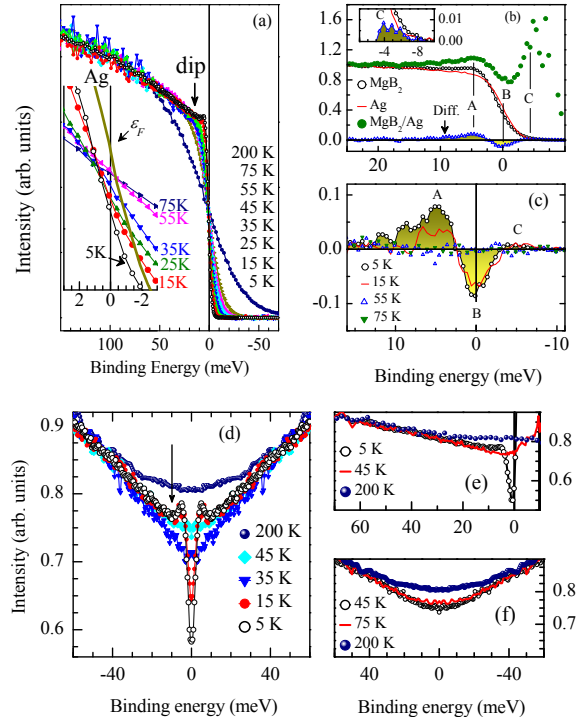 (a)
dip
Ag
εF
200 K
75 K
55 K
45 K
35 K
25 K
15 K
5 K
75K
55K
35K
25K
15K
5K
2 0 -2
Intensity (arb. units)
150 100 50 0 -50
Binding Energy (meV)
(b)
C
0.01
0.00
-4 -8
1.6
1.2
0.8
0.4
0.0
MgB2
Ag
MgB2/Ag
Diff.
A
B
C
20 10 0 -10
(c)
A
B
C
0.1
0.0
-0.1
5 K
15 K
55 K
75 K
10 5 0 -5 -10
Binding energy (meV)
(d)
0.9
0.8
0.7
0.6
200 K
45 K
35 K
15 K
5 K
Intensity (arb. units)
-40 0 40
Binding energy (meV)
(e)
5 K
45 K
200 K
0.8
0.6
60 40 20 0
(f)
45 K
75 K
200 K
0.8
0.7
60 40 20 0 -20 -40
Binding energy (meV)